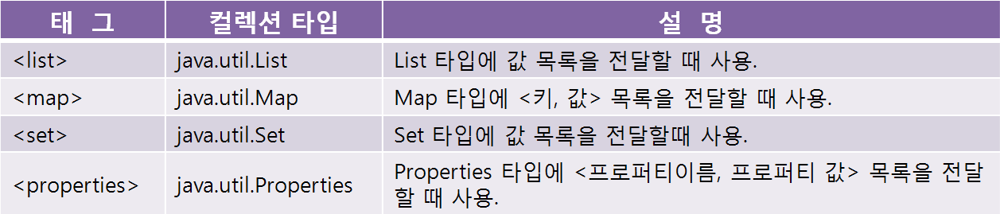 태 그 컬렉션 타입 설 명
<list> java.util.List List 타입에 값 목록을 전달할 때 사용.
<map> java.util.Map Map 타입에 <키, 값> 목록을 전달할 때 사용.
<set> java.util.Set Set 타입에 값 목록을 전달할때 사용.
<properties> java.util.Properties Properties 타입에 <프로퍼티이름, 프로퍼티 값> 목록을 전달
할 때 사용.